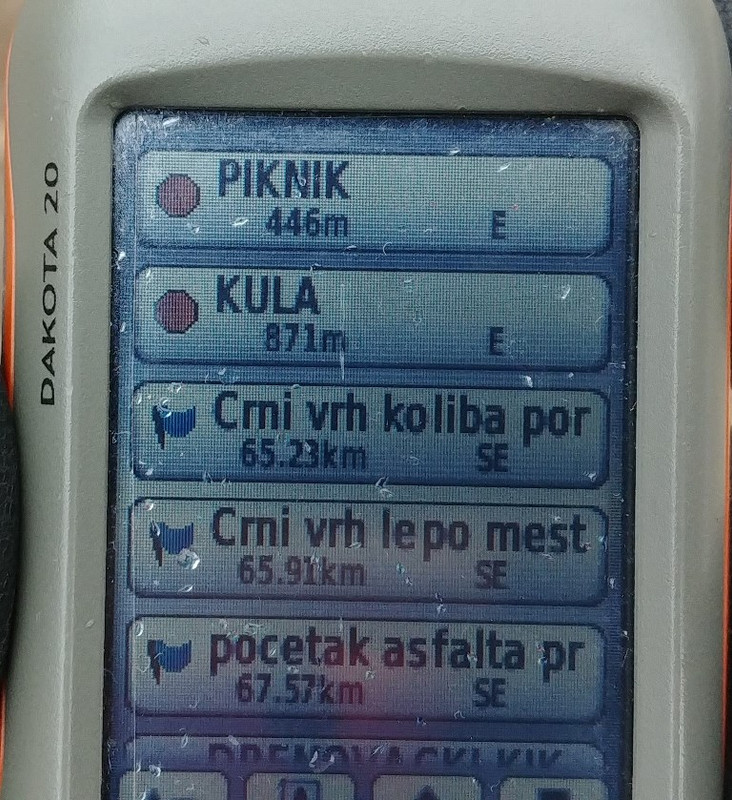 DAKOTA 20
PIKNIK
446m E
KULA
871m E
Crni vrh koliba por
65.23km SE
Crni vrh lepo mest
65.91km SE
pocetak asfalta pr
67.57km SE